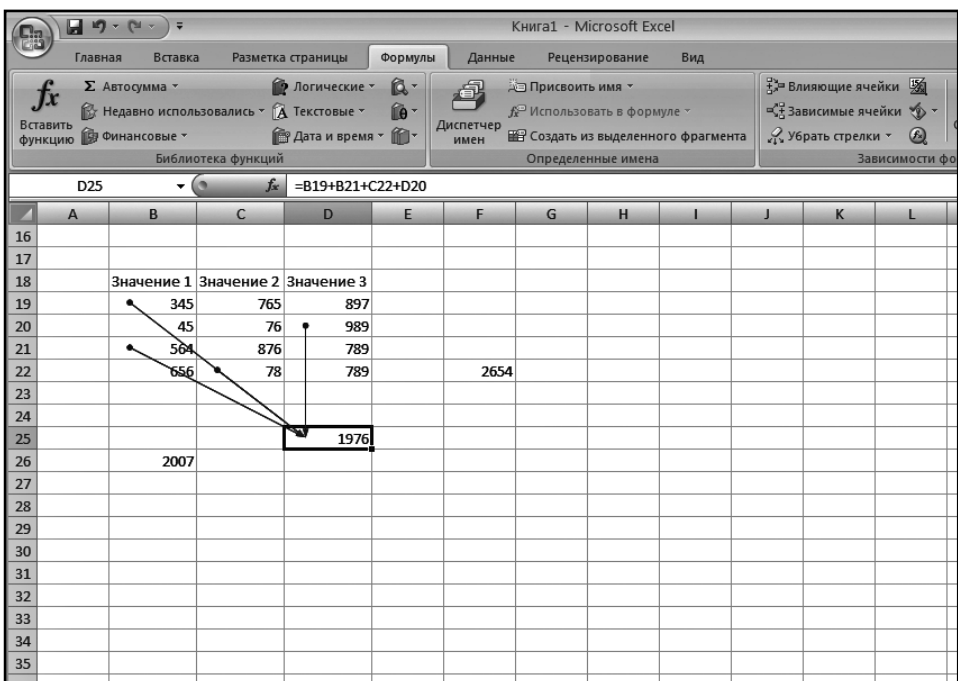 Книга1 - Microsoft Excel
Главная Вставка Разметка страницы Формулы Данные Рецензирование Вид
fx Вставить функцию
Σ Автосумма
Недавно использовались
Финансовые
Логические
Текстовые
Дата и время
Библиотека функций
Диспетчер имен
Присвоить имя
Использовать в формуле
Создать из выделенного фрагмента
Определенные имена
Влияющие ячейки
Зависимые ячейки
Убрать стрелки
Зависимости фо
D25 fx =B19+B21+C22+D20
A B C D E F G H I J K L
16
17
18 Значение 1 Значение 2 Значение 3
19 345 765 897
20 45 76 989
21 564 876 789
22 656 78 789 2654
23
24
25 1976
26 2007
27
28
29
30
31
32
33
34
35